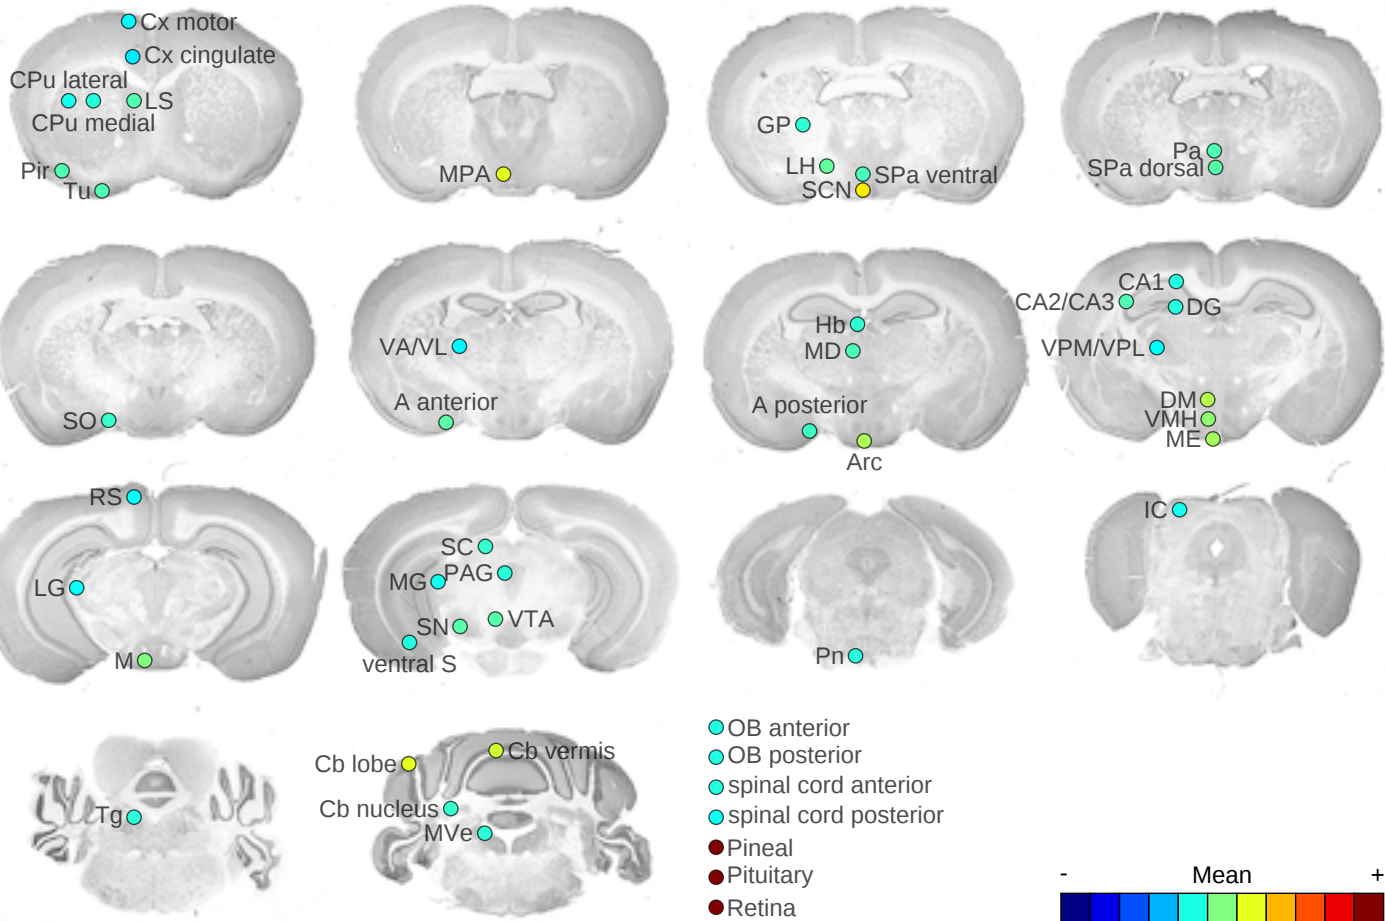 Cx motor
Cx cingulate
CPu lateral
LS
CPu medial
Pir
Tu
MPA
GP
LH
SPa ventral
SCN
Pa
SPa dorsal
SO
VA/VL
A anterior
Hb
MD
A posterior
Arc
CA1
CA2/CA3
DG
VPM/VPL
DM
VMH
ME
RS
LG
M
SC
PAG
MG
VTA
SN
ventral S
Pn
IC
Tg
Cb vermis
Cb lobe
Cb nucleus
MVe
OB anterior
OB posterior
spinal cord anterior
spinal cord posterior
Pineal
Pituitary
Retina
- Mean +